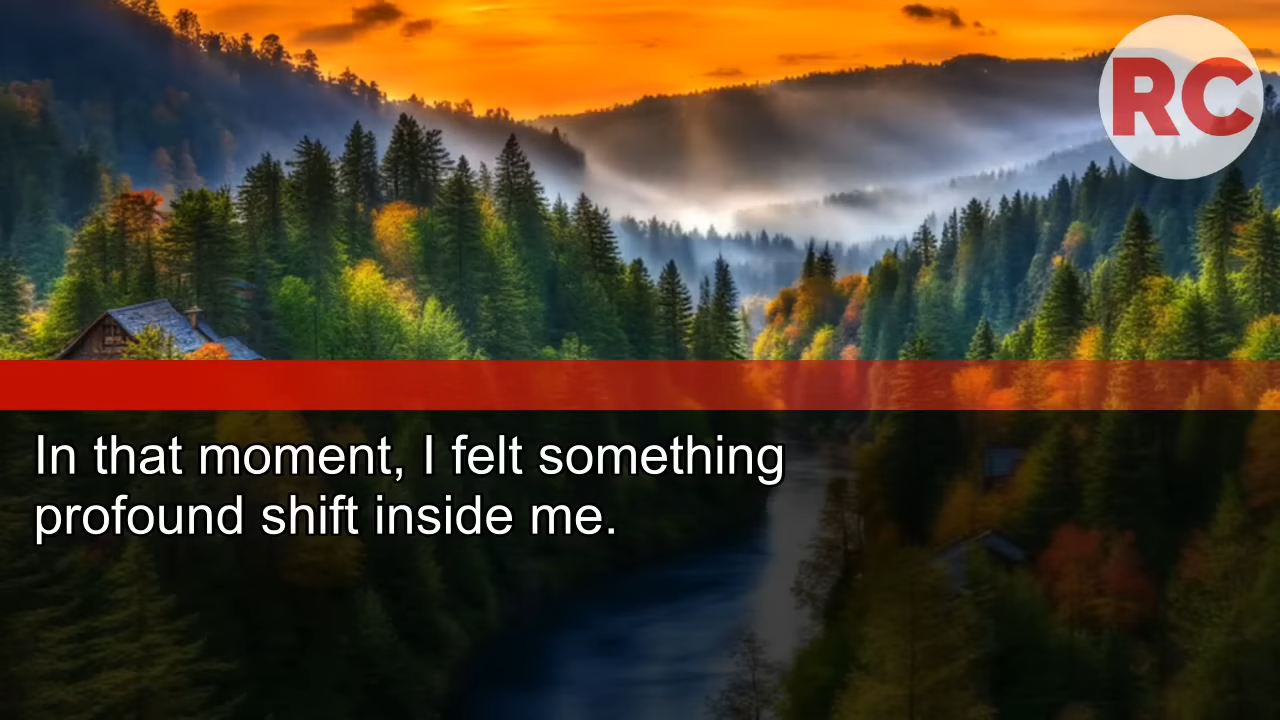 RC
In that moment, I felt something
profound shift inside me.